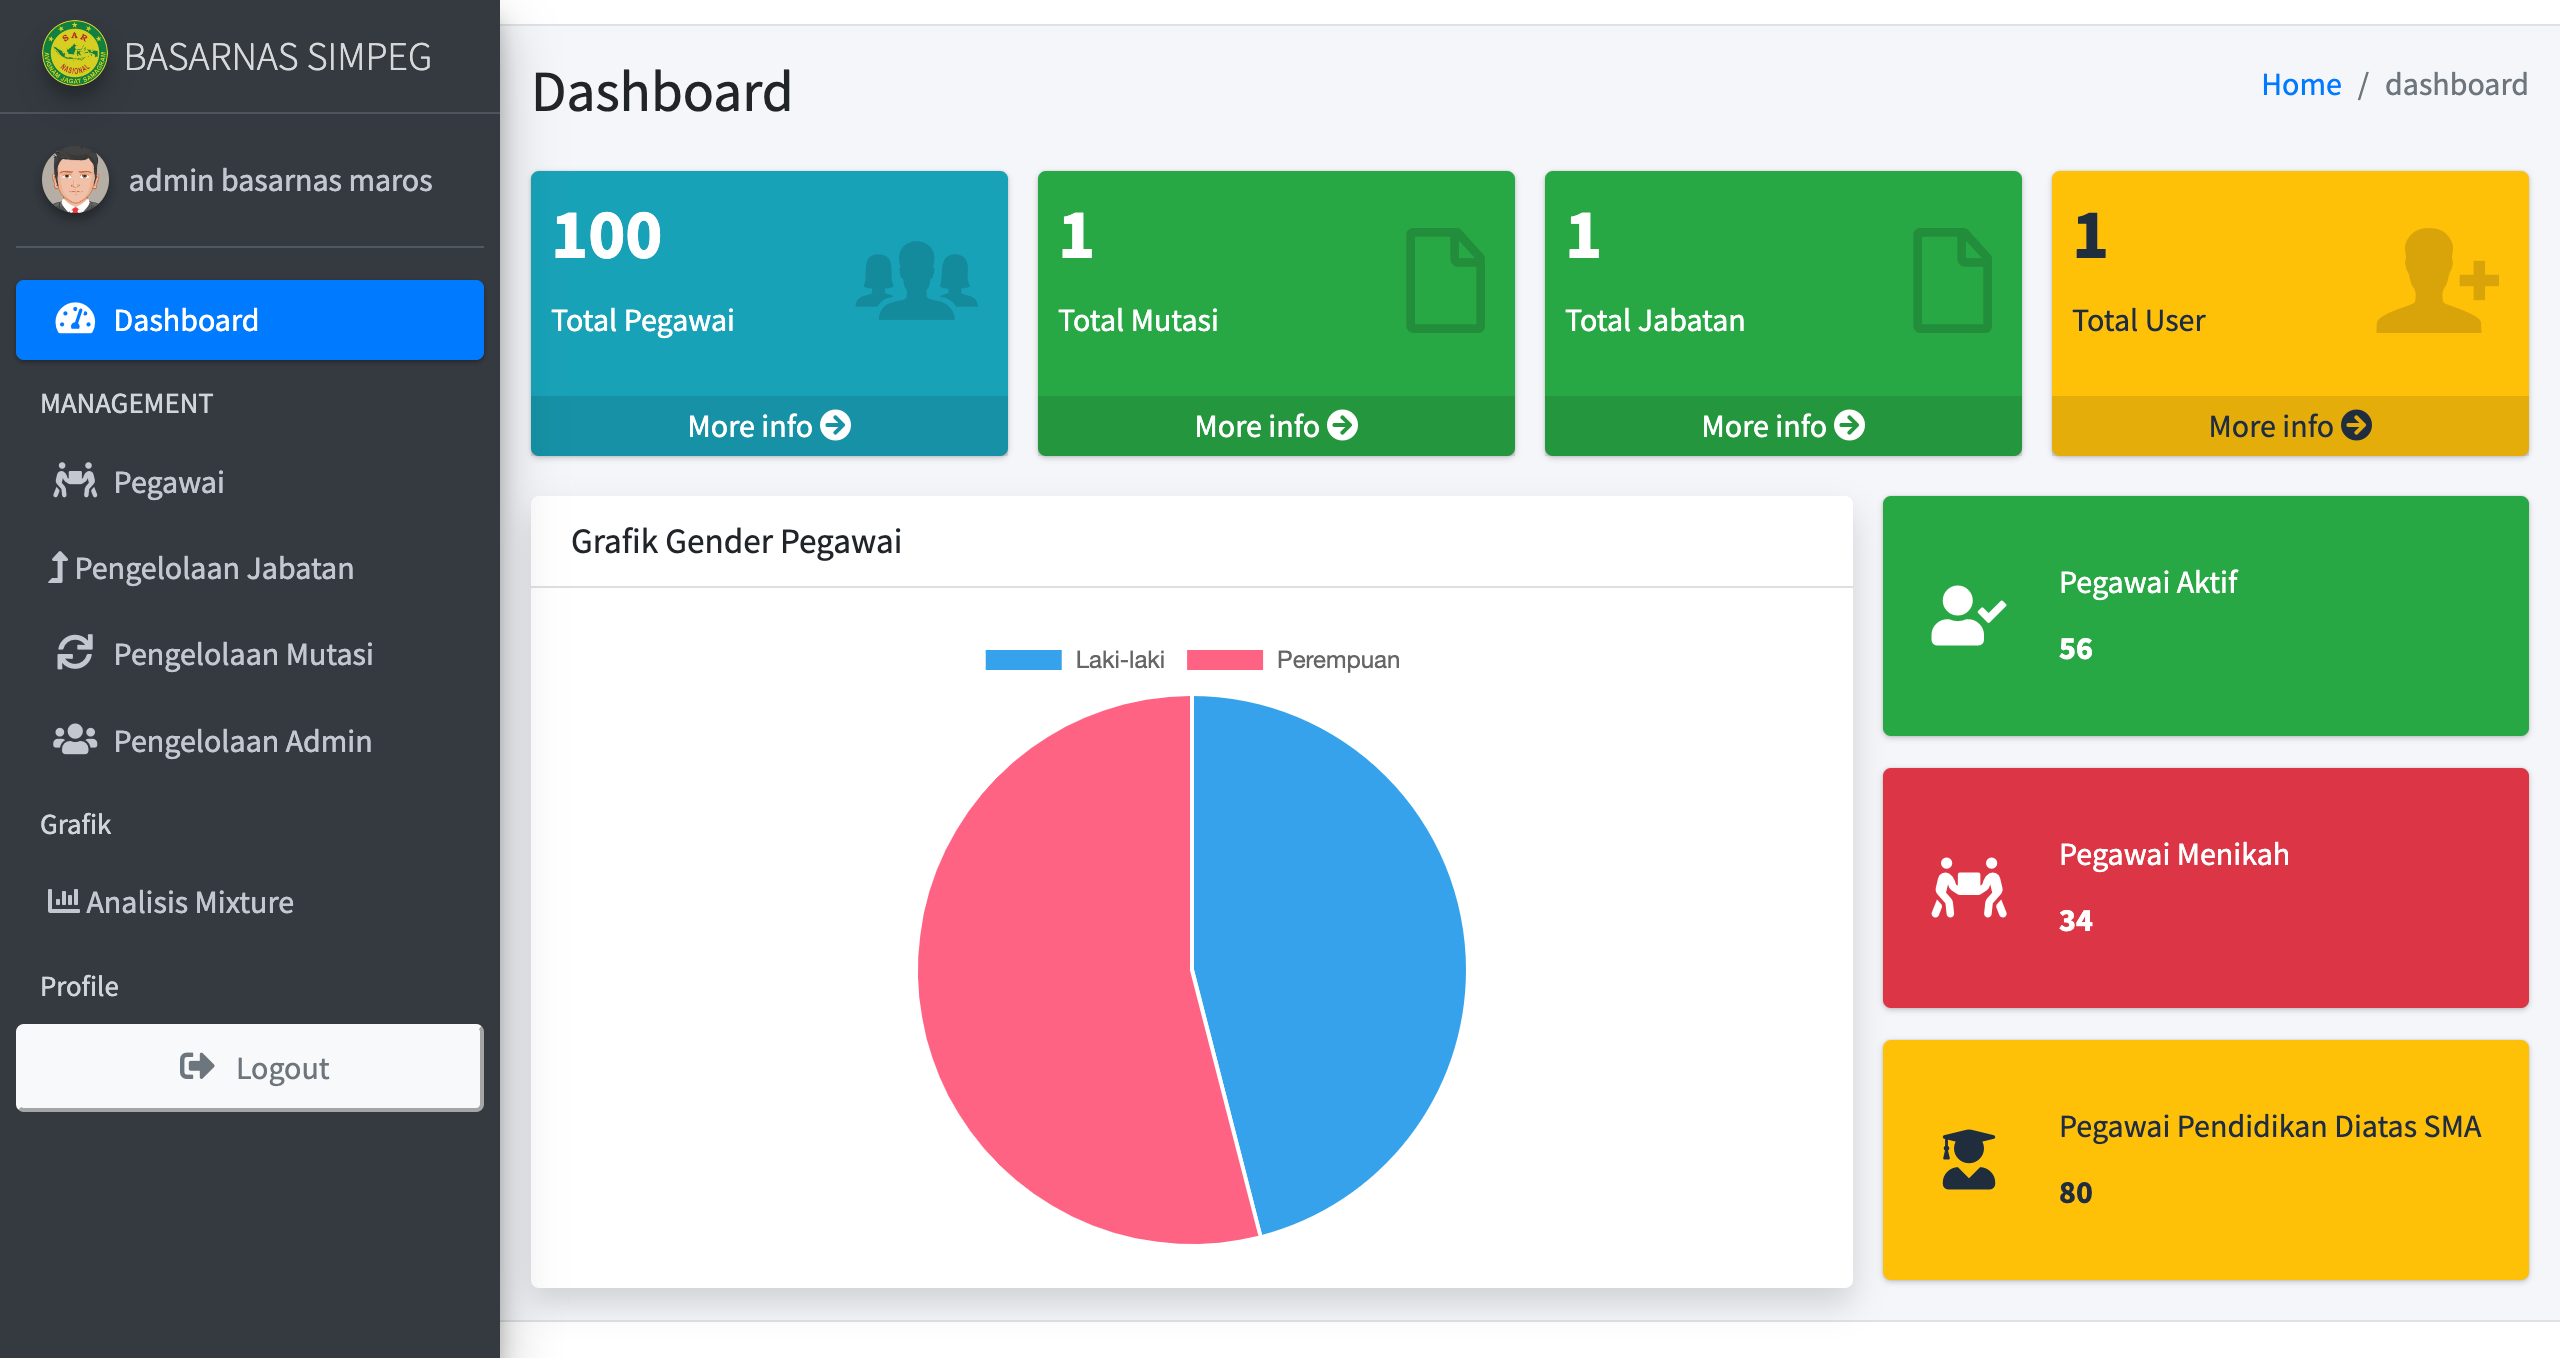 BASARNAS SIMPEG
admin basarnas maros
Dashboard
MANAGEMENT
Pegawai
Pengelolaan Jabatan
Pengelolaan Mutasi
Pengelolaan Admin
Grafik
Analisis Mixture
Profile
Logout
Dashboard
Home / dashboard
100
Total Pegawai
More info
1
Total Mutasi
More info
1
Total Jabatan
More info
1
Total User
More info
Grafik Gender Pegawai
Laki-laki Perempuan
Pegawai Aktif
56
Pegawai Menikah
34
Pegawai Pendidikan Diatas SMA
80